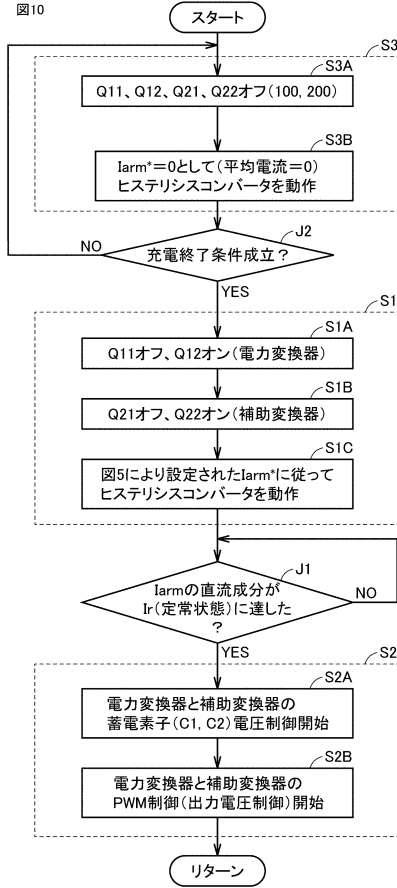 図10
スタート
S3
S3A
Q11、Q12、Q21、Q22オフ(100, 200)
S3B
Iarm*=0として(平均電流=0)
ヒステリシスコンバータを動作
J2
NO
充電終了条件成立?
YES
S1
S1A
Q11オフ、Q12オン(電力変換器)
S1B
Q21オフ、Q22オン(補助変換器)
S1C
図5により設定されたIarm*に従って
ヒステリシスコンバータを動作
J1
Iarmの直流成分が
NO
Ir(定常状態)に達した
?
YES
S2
S2A
電力変換器と補助変換器の
蓄電素子(C1, C2)電圧制御開始
S2B
電力変換器と補助変換器の
PWM制御(出力電圧制御)開始
リターン